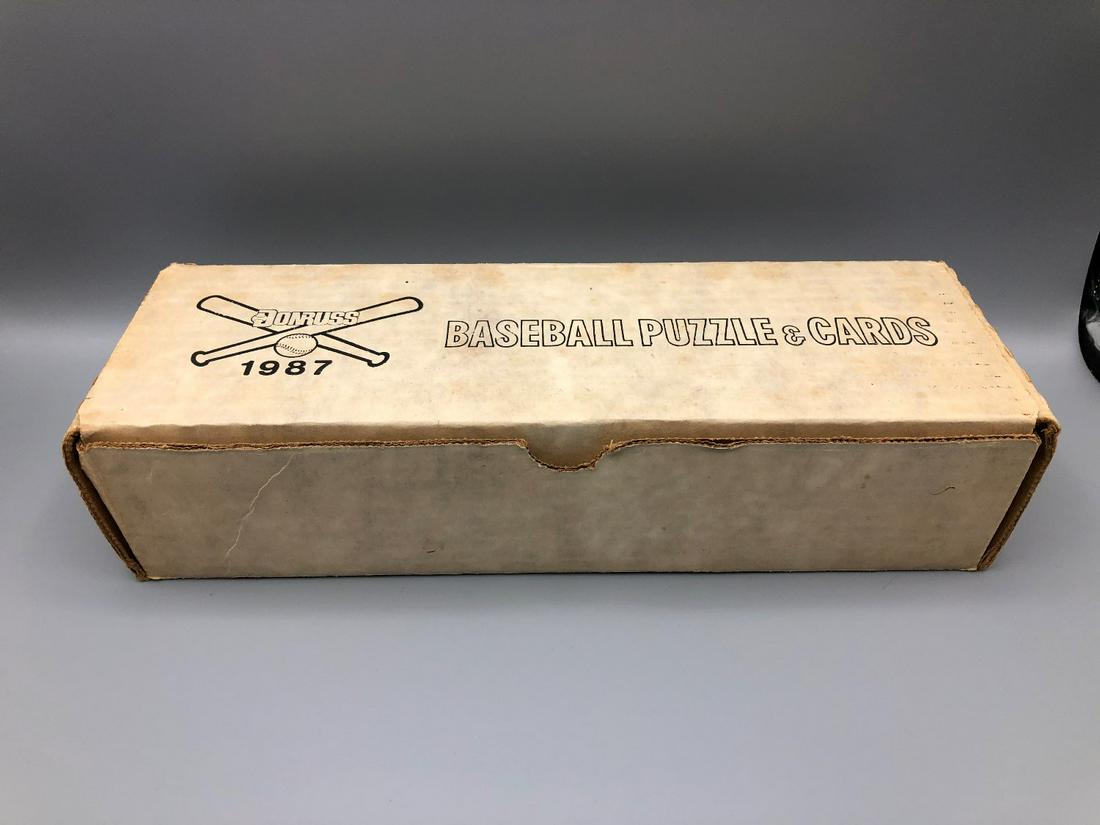 DONRUSS
1987
BASEBALL PUZZLE & CARDS